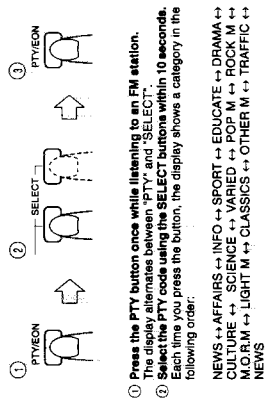 ① PTY/EON
② SELECT
③ PTY/EON
① Press the PTY button once while listening to an FM station.
The display alternates between "PTY" and "SELECT".
② Select the PTY code using the SELECT buttons within 10 seconds.
Each time you press the button, the display shows a category in the
following order:
NEWS ↔ AFFAIRS ↔ INFO ↔ SPORT ↔ EDUCATE ↔ DRAMA ↔
CULTURE ↔ SCIENCE ↔ VARIED ↔ POP M ↔ ROCK M ↔
M.O.R.M ↔ LIGHT M ↔ CLASSICS ↔ OTHER M ↔ TRAFFIC ↔
NEWS